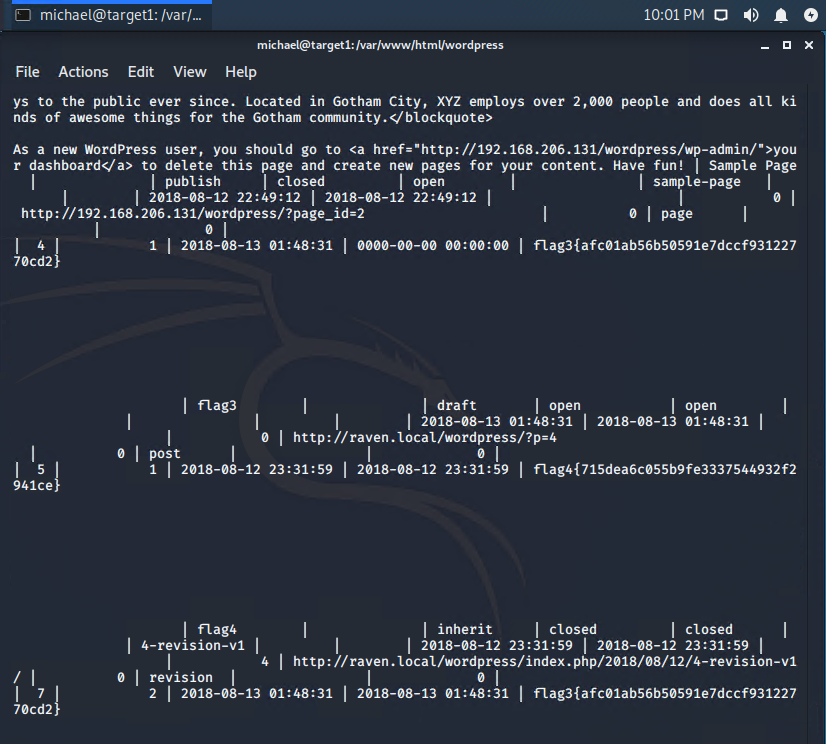 michael@target1: /var/...
10:01 PM
michael@target1: /var/www/html/wordpress
File Actions Edit View Help
ys to the public ever since. Located in Gotham City, XYZ employs over 2,000 people and does all ki
nds of awesome things for the Gotham community.</blockquote>
As a new WordPress user, you should go to <a href="http://192.168.206.131/wordpress/wp-admin/">you
r dashboard</a> to delete this page and create new pages for your content. Have fun! | Sample Page
| | publish | closed | open | | sample-page |
| | 2018-08-12 22:49:12 | 2018-08-12 22:49:12 | | 0 |
http://192.168.206.131/wordpress/?page_id=2 | 0 | page |
| 0 |
| 4 | 1 | 2018-08-13 01:48:31 | 0000-00-00 00:00:00 | flag3{afc01ab56b50591e7dccf931227
70cd2}
| flag3 | | draft | open | open |
| | | | 2018-08-13 01:48:31 | 2018-08-13 01:48:31 |
| 0 | http://raven.local/wordpress/?p=4
| 0 | post | | 0 |
| 5 | 1 | 2018-08-12 23:31:59 | 2018-08-12 23:31:59 | flag4{715dea6c055b9fe3337544932f2
941ce}
| flag4 | | inherit | closed | closed |
| 4-revision-v1 | | | 2018-08-12 23:31:59 | 2018-08-12 23:31:59 |
| 4 | http://raven.local/wordpress/index.php/2018/08/12/4-revision-v1
/ | 0 | revision | | 0 |
| 7 | 2 | 2018-08-13 01:48:31 | 2018-08-13 01:48:31 | flag3{afc01ab56b50591e7dccf931227
70cd2}